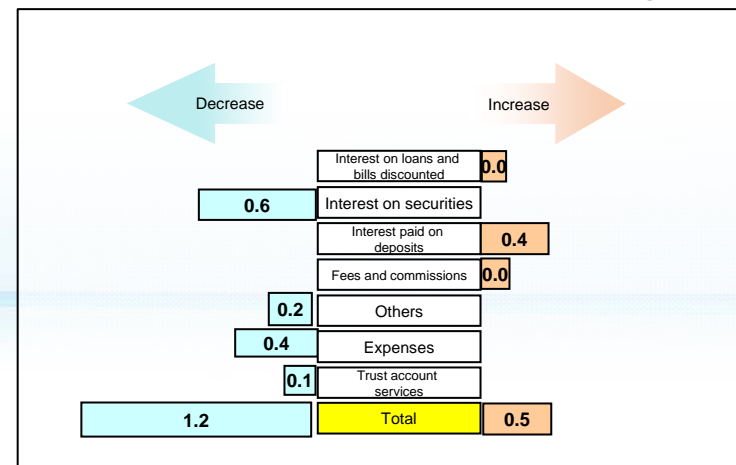 Decrease
Increase
Interest on loans and
bills discounted
0.0
0.6
Interest on securities
Interest paid on
deposits
0.4
Fees and commissions
0.0
0.2
Others
0.4
Expenses
0.1
Trust account
services
1.2
Total
0.5